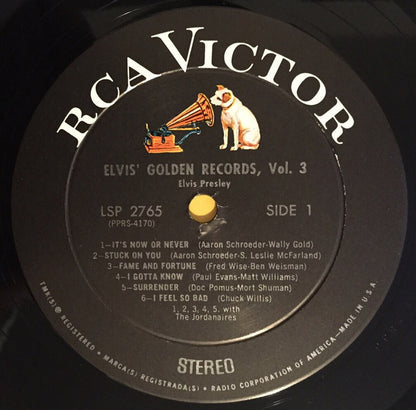 RCA VICTOR
ELVIS' GOLDEN RECORDS, Vol. 3
Elvis Presley
LSP 2765
(PPRS-4170)
SIDE 1
1—IT'S NOW OR NEVER (Aaron Schroeder-Wally Gold)
2—STUCK ON YOU (Aaron Schroeder-S. Leslie McFarland)
3—FAME AND FORTUNE (Fred Wise-Ben Weisman)
4—I GOTTA KNOW (Paul Evans-Matt Williams)
5—SURRENDER (Doc Pomus-Mort Shuman)
6—I FEEL SO BAD (Chuck Willis)
1, 2, 3, 4, 5, with
The Jordanaires
STEREO
TMK(S) ® REGISTERED • MARCA(S) REGISTRADA(S) • RADIO CORPORATION OF AMERICA—MADE IN U.S.A